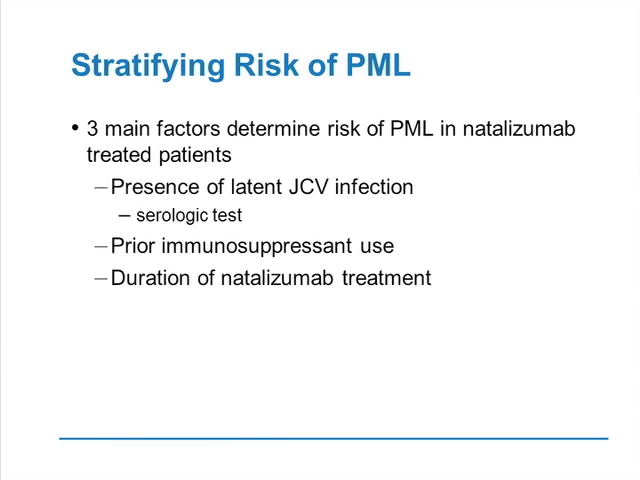 Stratifying Risk of PML
• 3 main factors determine risk of PML in natalizumab
treated patients
–Presence of latent JCV infection
– serologic test
–Prior immunosuppressant use
–Duration of natalizumab treatment